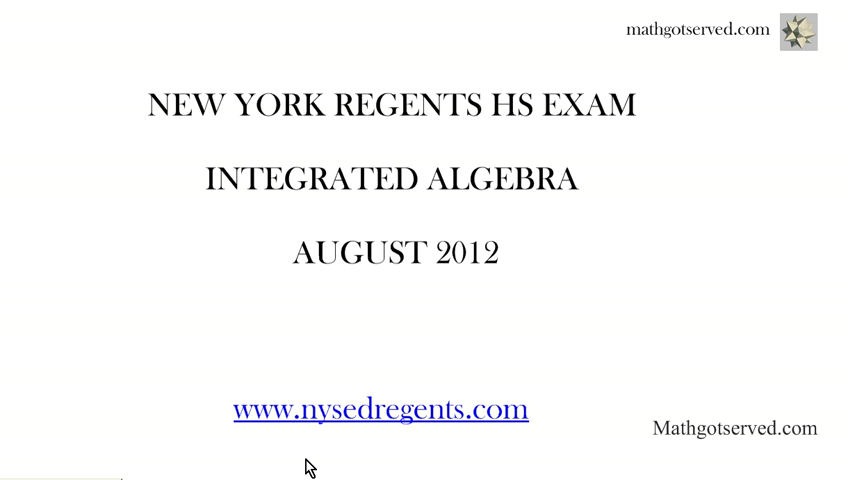 mathgotserved.com
NEW YORK REGENTS HS EXAM
INTEGRATED ALGEBRA
AUGUST 2012
www.nysedregents.com
Mathgotserved.com